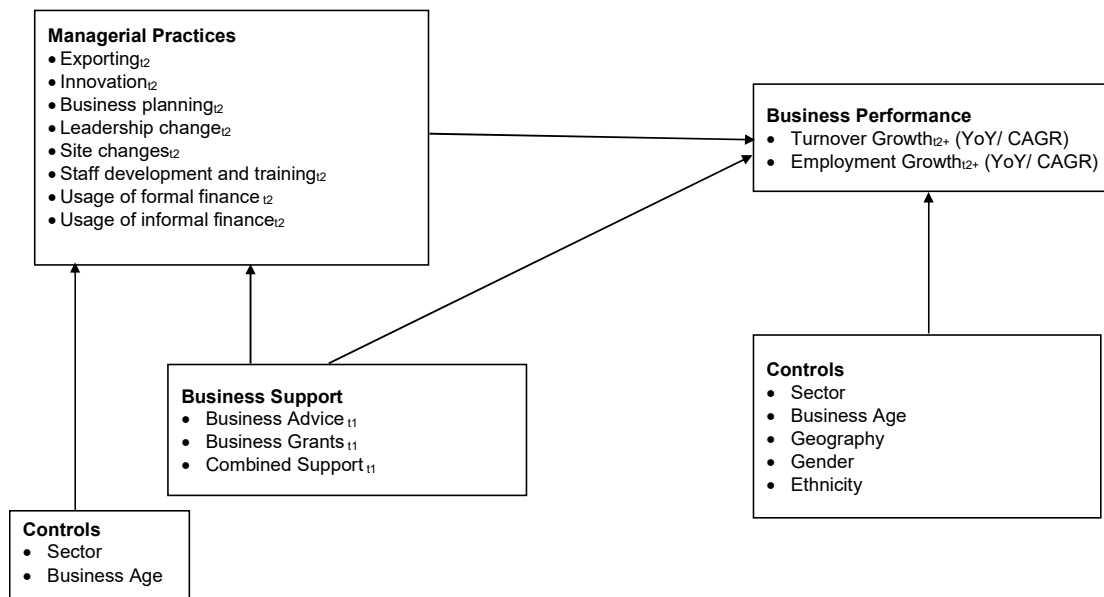 Managerial Practices
• Exporting t2
• Innovation t2
• Business planning t2
• Leadership change t2
• Site changes t2
• Staff development and training t2
• Usage of formal finance t2
• Usage of informal finance t2
Business Performance
• Turnover Growth t2+ (YoY/ CAGR)
• Employment Growth t2+ (YoY/ CAGR)
Business Support
• Business Advice t1
• Business Grants t1
• Combined Support t1
Controls
• Sector
• Business Age
• Geography
• Gender
• Ethnicity
Controls
• Sector
• Business Age